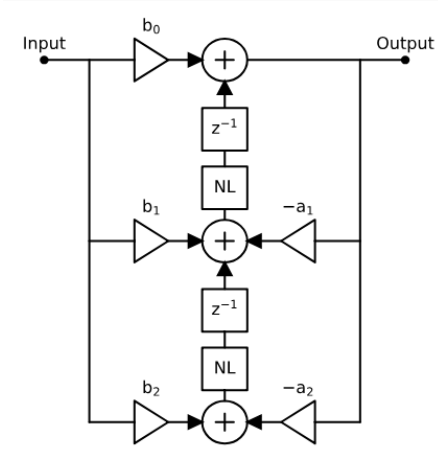 b₀
Input
Output
+
z⁻¹
NL
b₁
−a₁
+
z⁻¹
NL
b₂
−a₂
+